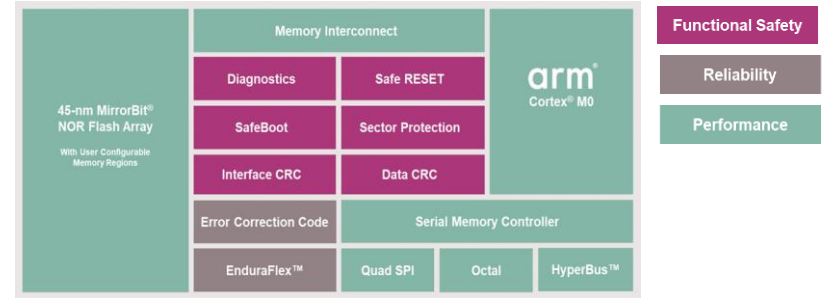 Memory Interconnect
Functional Safety
Diagnostics
Safe RESET
arm®
Cortex® M0
Reliability
45-nm MirrorBit®
NOR Flash Array
With User Configurable
Memory Regions
SafeBoot
Sector Protection
Performance
Interface CRC
Data CRC
Error Correction Code
Serial Memory Controller
EnduraFlex™
Quad SPI
Octal
HyperBus™